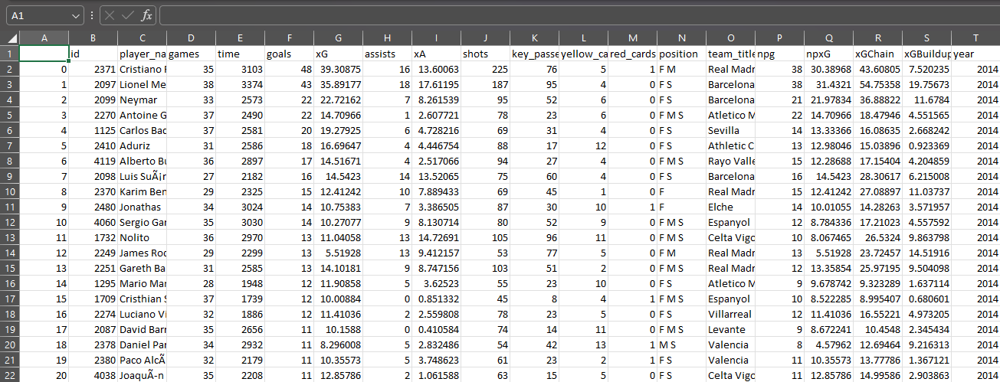 A1 fx
A B C D E F G H I J K L M N O P Q R S T
1 id player_na games time goals xG assists xA shots key_passe yellow_ca red_cards position team_title npg npxG xGChain xGBuildup year
2 0 2371 Cristiano R 35 3103 48 39.30875 16 13.60063 225 76 5 1 F M Real Madr 38 30.38968 43.60805 7.520235 2014
3 1 2097 Lionel Me 38 3374 43 35.89177 18 17.61195 187 95 4 0 F S Barcelona 38 31.4321 54.75358 19.75673 2014
4 2 2099 Neymar 33 2573 22 22.72162 7 8.261539 95 52 6 0 F S Barcelona 21 21.97834 36.88822 11.6784 2014
5 3 2270 Antoine G 37 2490 22 14.70966 1 2.607721 78 23 6 0 F M S Atletico M 22 14.70966 18.47946 4.551565 2014
6 4 1125 Carlos Bac 37 2581 20 19.27925 6 4.728216 69 31 4 0 F S Sevilla 14 13.33366 16.08635 2.668242 2014
7 5 2410 Aduriz 31 2586 18 16.69647 4 4.446754 88 17 12 0 F S Athletic C 13 12.98046 15.03896 0.923369 2014
8 6 4119 Alberto Bu 36 2897 17 14.51671 4 2.517066 94 27 4 0 F M S Rayo Valle 15 12.28688 17.15404 4.204859 2014
9 7 2098 Luis SuÃ¡r 27 2182 16 14.5423 14 13.52065 75 60 4 0 F S Barcelona 16 14.5423 28.30617 6.215008 2014
10 8 2370 Karim Ben 29 2325 15 12.41242 10 7.889433 69 45 1 0 F Real Madr 15 12.41242 27.08897 11.03737 2014
11 9 2480 Jonathas 34 3024 14 10.75383 7 3.386505 87 30 10 1 F Elche 14 10.01055 14.28263 3.571957 2014
12 10 4060 Sergio Gar 35 3030 14 10.27077 9 8.130714 80 52 9 0 F M S Espanyol 12 8.784336 17.21023 4.557592 2014
13 11 1732 Nolito 36 2970 13 11.04058 13 14.72691 105 96 11 0 F M S Celta Vigo 10 8.067465 26.5324 9.863798 2014
14 12 2249 James Roc 29 2299 13 5.51928 13 9.412157 53 77 5 0 F M Real Madr 13 5.51928 23.72457 14.51916 2014
15 13 2251 Gareth Ba 31 2585 13 14.10181 9 8.747156 103 51 2 0 F M S Real Madr 12 13.35854 25.97195 9.504098 2014
16 14 1295 Mario Mar 28 1948 12 11.90858 5 3.62523 55 23 10 0 F S Atletico M 9 9.678742 9.323289 1.637114 2014
17 15 1709 Cristhian S 37 1739 12 10.00884 0 0.851332 45 8 4 1 F M S Espanyol 10 8.522285 8.995407 0.680601 2014
18 16 2274 Luciano Vi 32 1886 12 11.41036 2 2.559808 78 23 5 0 F S Villarreal 12 11.41036 16.55221 4.973205 2014
19 17 2087 David Barr 35 2656 11 10.1588 0 0.410584 74 14 11 0 F M S Levante 9 8.672241 10.4548 2.345434 2014
20 18 2378 Daniel Par 34 2932 11 8.296008 5 2.832486 54 42 13 1 M S Valencia 8 4.57962 12.69464 9.216313 2014
21 19 2380 Paco AlcÃ 32 2179 11 10.35573 5 3.748623 61 23 2 1 F S Valencia 11 10.35573 13.77786 1.367121 2014
22 20 4038 JoaquÃ-n 35 2208 11 12.85786 2 1.061588 63 15 5 0 F S Celta Vigo 11 12.85786 14.99586 2.903863 2014